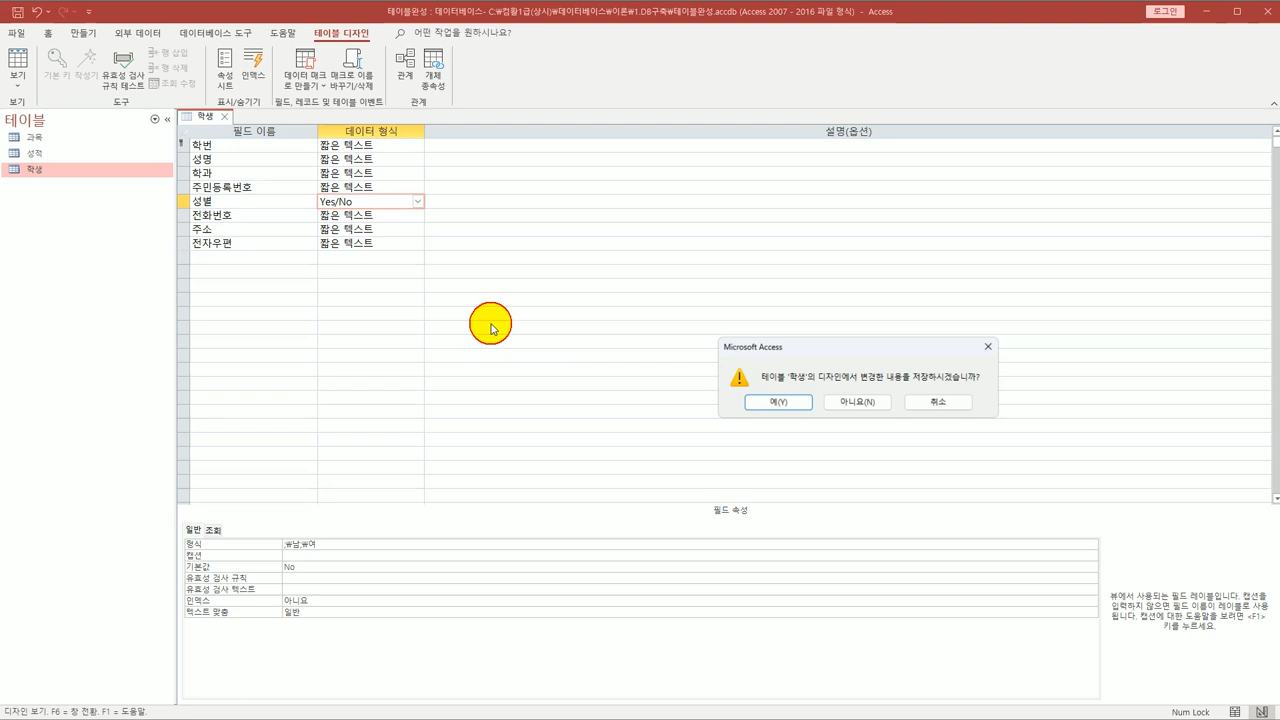 테이블완성 : 데이터베이스- C:₩컴활1급(상시)₩데이터베이스₩이론₩1.DB구축₩테이블완성.accdb (Access 2007 - 2016 파일 형식) - Access
로그인
파일 홈 만들기 외부 데이터 데이터베이스 도구 도움말 테이블 디자인 어떤 작업을 원하시나요?
보기
기본 키
작성기
유효성 검사 규칙 테스트
행 삽입
행 삭제
조회 수정
속성 시트
인덱스
데이터 매크로 만들기
매크로 이름 바꾸기/삭제
관계
개체 종속성
보기
도구
표시/숨기기
필드, 레코드 및 테이블 이벤트
관계
테이블
과목
성적
학생
학생
필드 이름 데이터 형식 설명(옵션)
학번 짧은 텍스트
성명 짧은 텍스트
학과 짧은 텍스트
주민등록번호 짧은 텍스트
성별 Yes/No
전화번호 짧은 텍스트
주소 짧은 텍스트
전자우편 짧은 텍스트
Microsoft Access
테이블 '학생'의 디자인에서 변경한 내용을 저장하시겠습니까?
예(Y) 아니요(N) 취소
필드 속성
일반 조회
형식 ;₩남;₩여
캡션
기본값 No
유효성 검사 규칙
유효성 검사 텍스트
인덱스 아니요
텍스트 맞춤 일반
뷰에서 사용되는 필드 레이블입니다. 캡션을
입력하지 않으면 필드 이름이 레이블로 사용
됩니다. 캡션에 대한 도움말을 보려면 <F1>
키를 누르세요.
디자인 보기. F6 = 창 전환. F1 = 도움말.
Num Lock